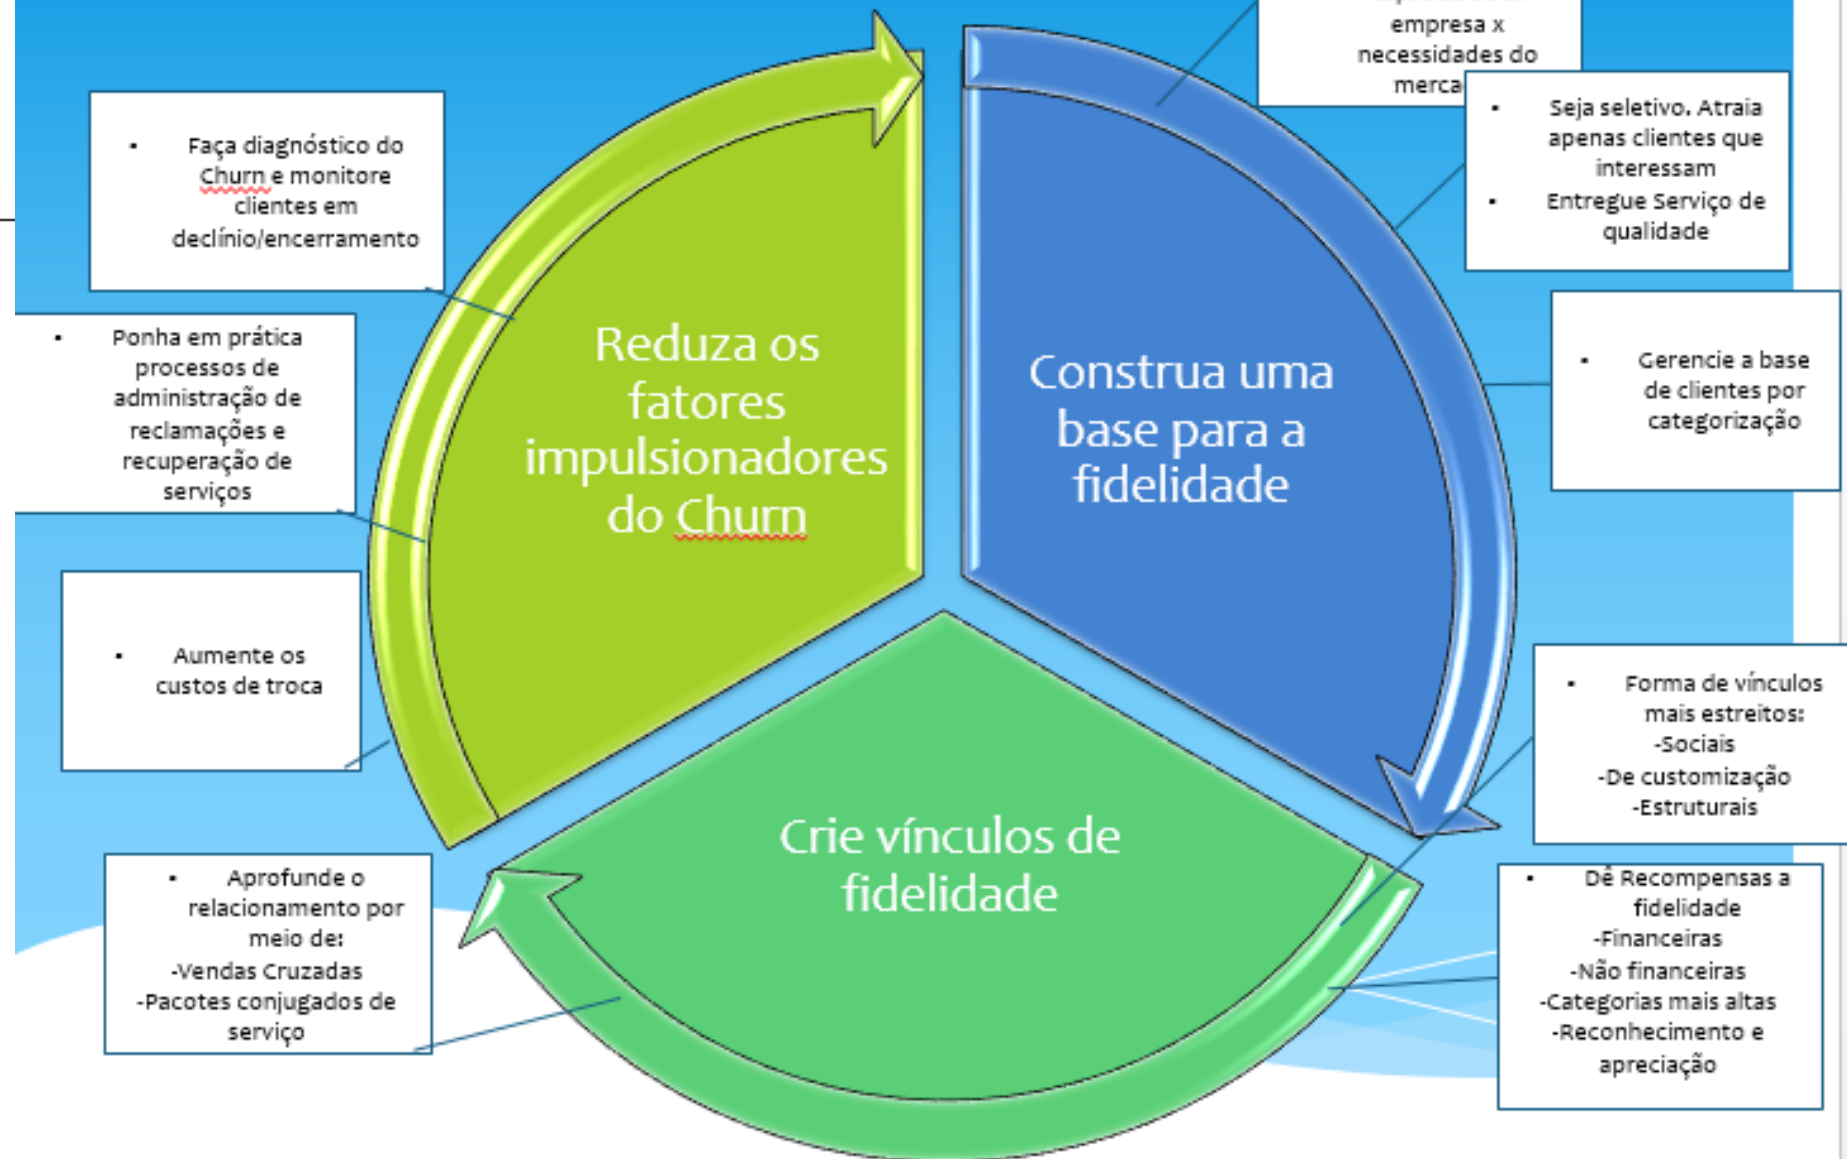 empresa x
necessidades do
▪ Seja seletivo. Atraia
apenas clientes que
interessam
▪ Entregue Serviço de
qualidade
▪ Gerencie a base
de clientes por
categorização
Construa uma
base para a
fidelidade
▪ Forma de vínculos
mais estreitos:
-Sociais
-De customização
-Estruturais
▪ Dê Recompensas a
fidelidade
-Financeiras
-Não financeiras
-Categorias mais altas
-Reconhecimento e
apreciação
Crie vínculos de
fidelidade
▪ Aprofunde o
relacionamento por
meio de:
-Vendas Cruzadas
-Pacotes conjugados de
serviço
▪ Aumente os
custos de troca
▪ Ponha em prática
processos de
administração de
reclamações e
recuperação de
serviços
▪ Faça diagnóstico do
Churn e monitore
clientes em
declínio/encerramento
Reduza os
fatores
impulsionadores
do Churn